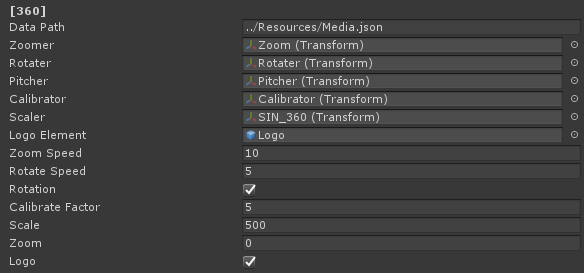 [360]
Data Path ../Resources/Media.json
Zoomer Zoom (Transform)
Rotater Rotater (Transform)
Pitcher Pitcher (Transform)
Calibrator Calibrator (Transform)
Scaler SIN_360 (Transform)
Logo Element Logo
Zoom Speed 10
Rotate Speed 5
Rotation
Calibrate Factor 5
Scale 500
Zoom 0
Logo